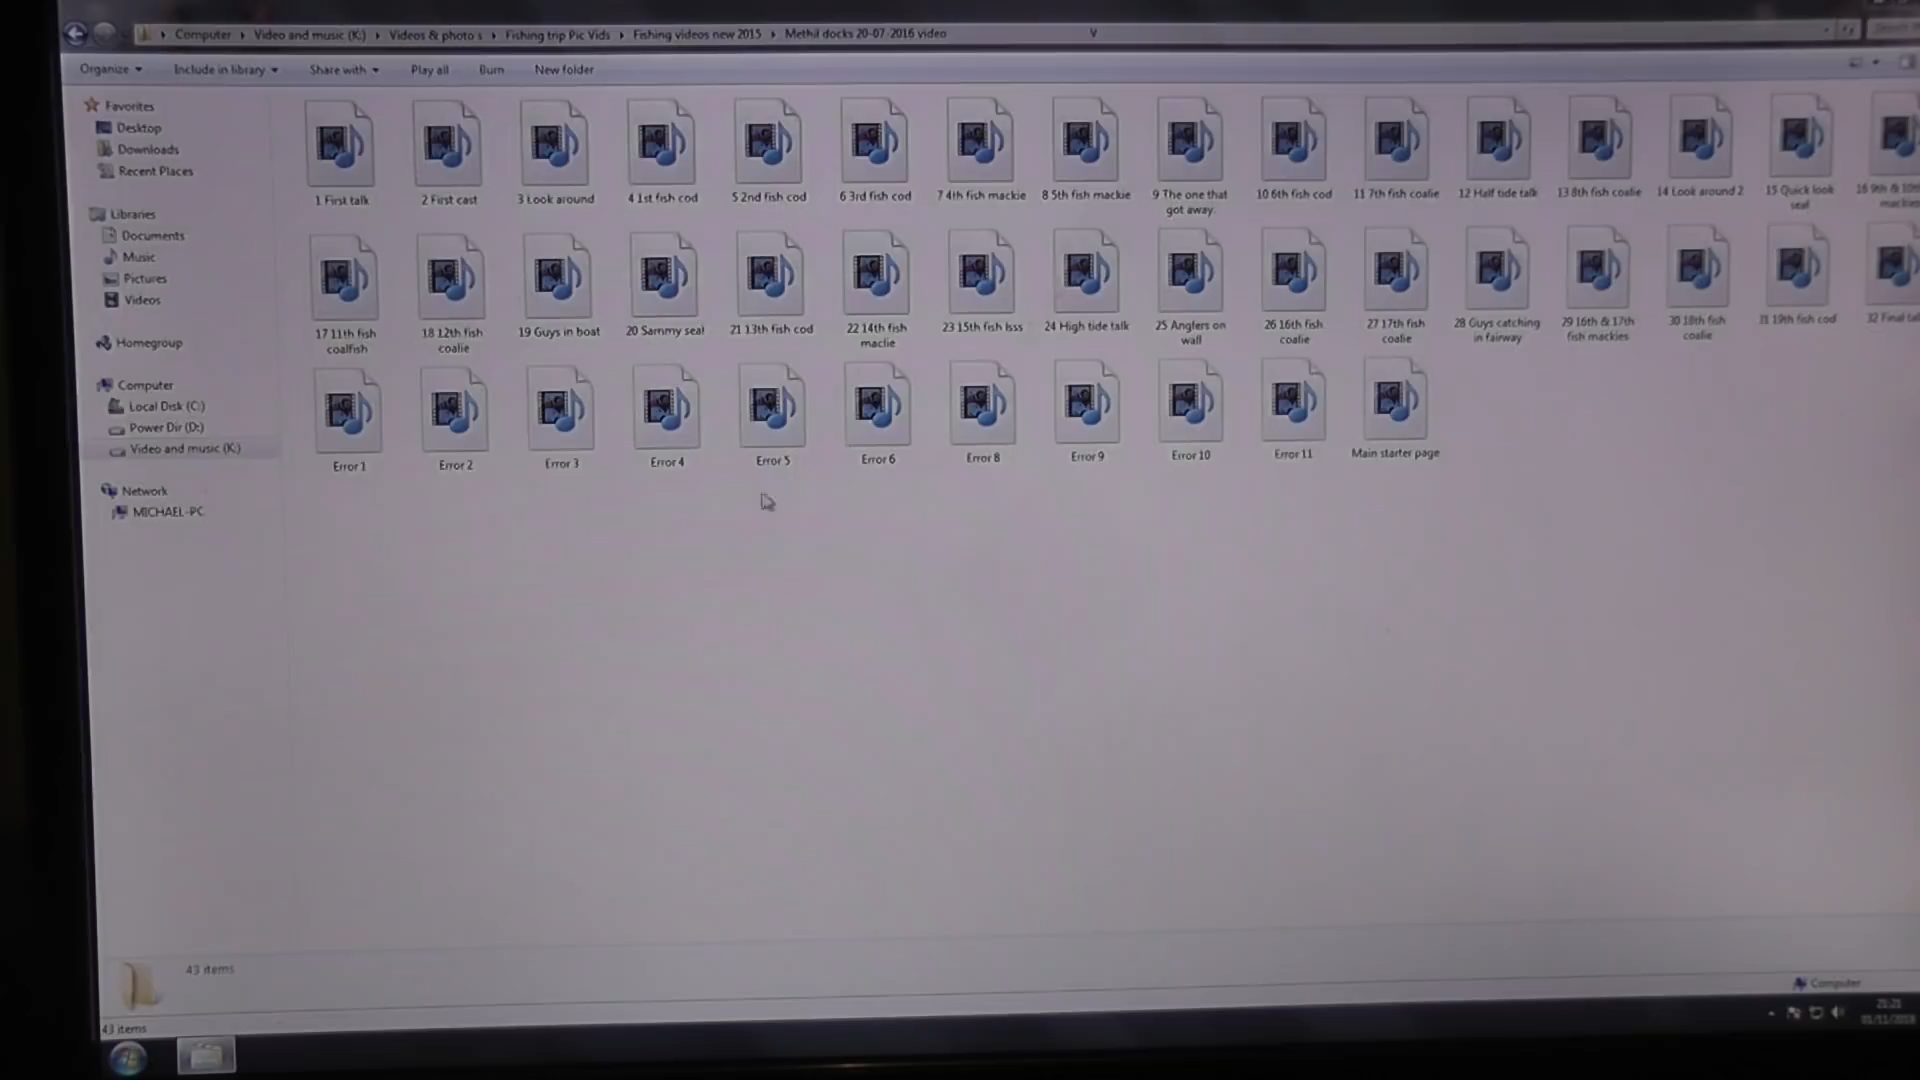 Computer › Video and music (K:) › Videos & photo s › Fishing trip Pic Vids › Fishing videos new 2015 › Methil docks 20-07-2016 video
Organize Include in library Share with Play all Burn New folder
Favorites
Desktop
Downloads
Recent Places
Libraries
Documents
Music
Pictures
Videos
Homegroup
Computer
Local Disk (C:)
Power Dir (D:)
Video and music (K:)
Network
MICHAEL-PC
1 First talk
2 First cast
3 Look around
4 1st fish cod
5 2nd fish cod
6 3rd fish cod
7 4th fish mackie
8 5th fish mackie
9 The one that
got away
10 6th fish cod
11 7th fish coalie
12 Half tide talk
13 8th fish coalie
14 Look around 2
15 Quick look
seal
16 9th & 10th
mackies
17 11th fish
coalfish
18 12th fish
coalie
19 Guys in boat
20 Sammy seal
21 13th fish cod
22 14th fish
maclie
23 15th fish bss
24 High tide talk
25 Anglers on
wall
26 16th fish
coalie
27 17th fish
coalie
28 Guys catching
in fairway
29 16th & 17th
fish mackies
30 18th fish
coalie
31 19th fish cod
32 Final
Error 1
Error 2
Error 3
Error 4
Error 5
Error 6
Error 8
Error 9
Error 10
Error 11
Main starter page
43 items
Computer
43 items